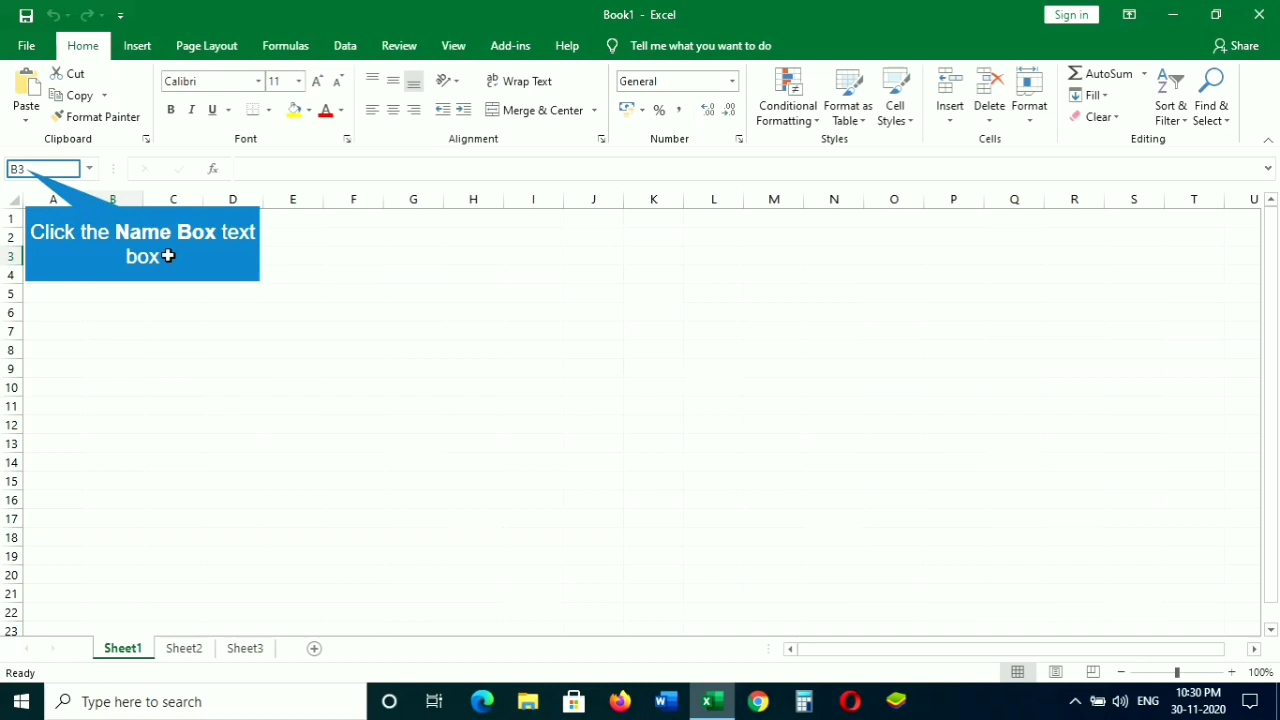 Book1 - Excel
Sign in
File Home Insert Page Layout Formulas Data Review View Add-ins Help Tell me what you want to do Share
Paste
Cut
Copy
Format Painter
Clipboard
Calibri 11
B I U A
Font
Wrap Text
Merge & Center
Alignment
General
%
Number
Conditional Formatting
Format as Table
Cell Styles
Styles
Insert
Delete
Format
Cells
AutoSum
Fill
Clear
Sort & Filter
Find & Select
Editing
B3
fx
A B C D E F G H I J K L M N O P Q R S T U
Click the Name Box text
box
1
2
3
4
5
6
7
8
9
10
11
12
13
14
15
16
17
18
19
20
21
22
23
Sheet1 Sheet2 Sheet3
Ready
100%
Type here to search
ENG
10:30 PM
30-11-2020